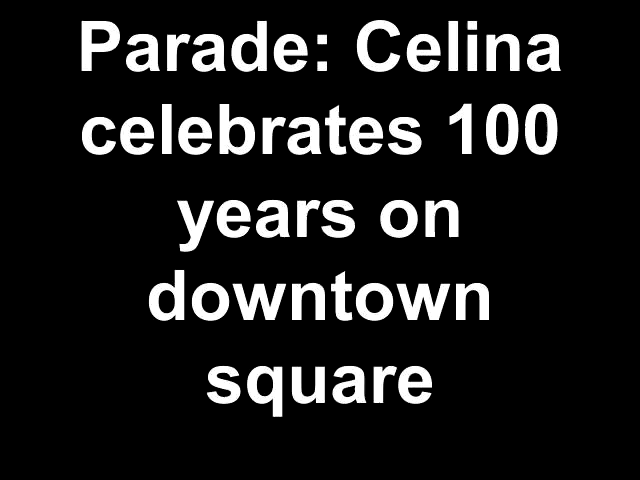 Parade: Celina
celebrates 100
years on
downtown
square